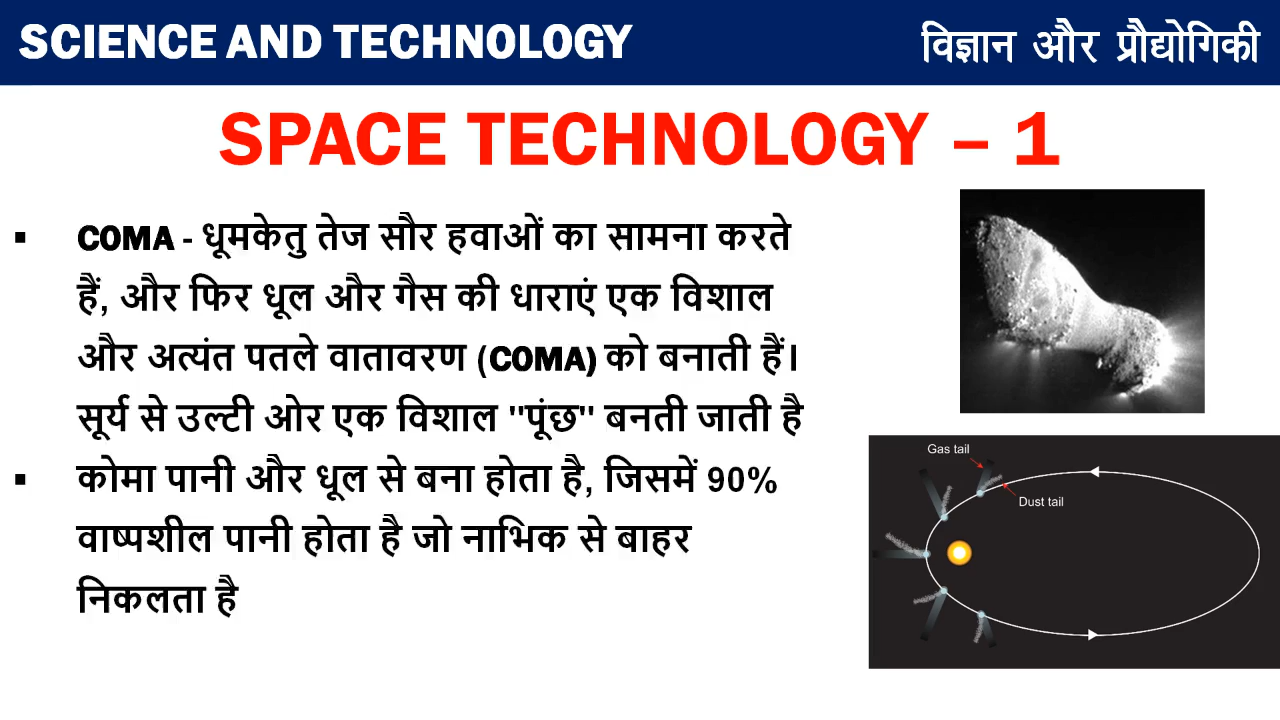 SCIENCE AND TECHNOLOGY
विज्ञान और प्रौद्योगिकी
SPACE TECHNOLOGY – 1
▪ COMA - धूमकेतु तेज सौर हवाओं का सामना करते
हैं, और फिर धूल और गैस की धाराएं एक विशाल
और अत्यंत पतले वातावरण (COMA) को बनाती हैं।
सूर्य से उल्टी ओर एक विशाल "पूंछ" बनती जाती है
▪ कोमा पानी और धूल से बना होता है, जिसमें 90%
वाष्पशील पानी होता है जो नाभिक से बाहर
निकलता है
Gas tail
Dust tail